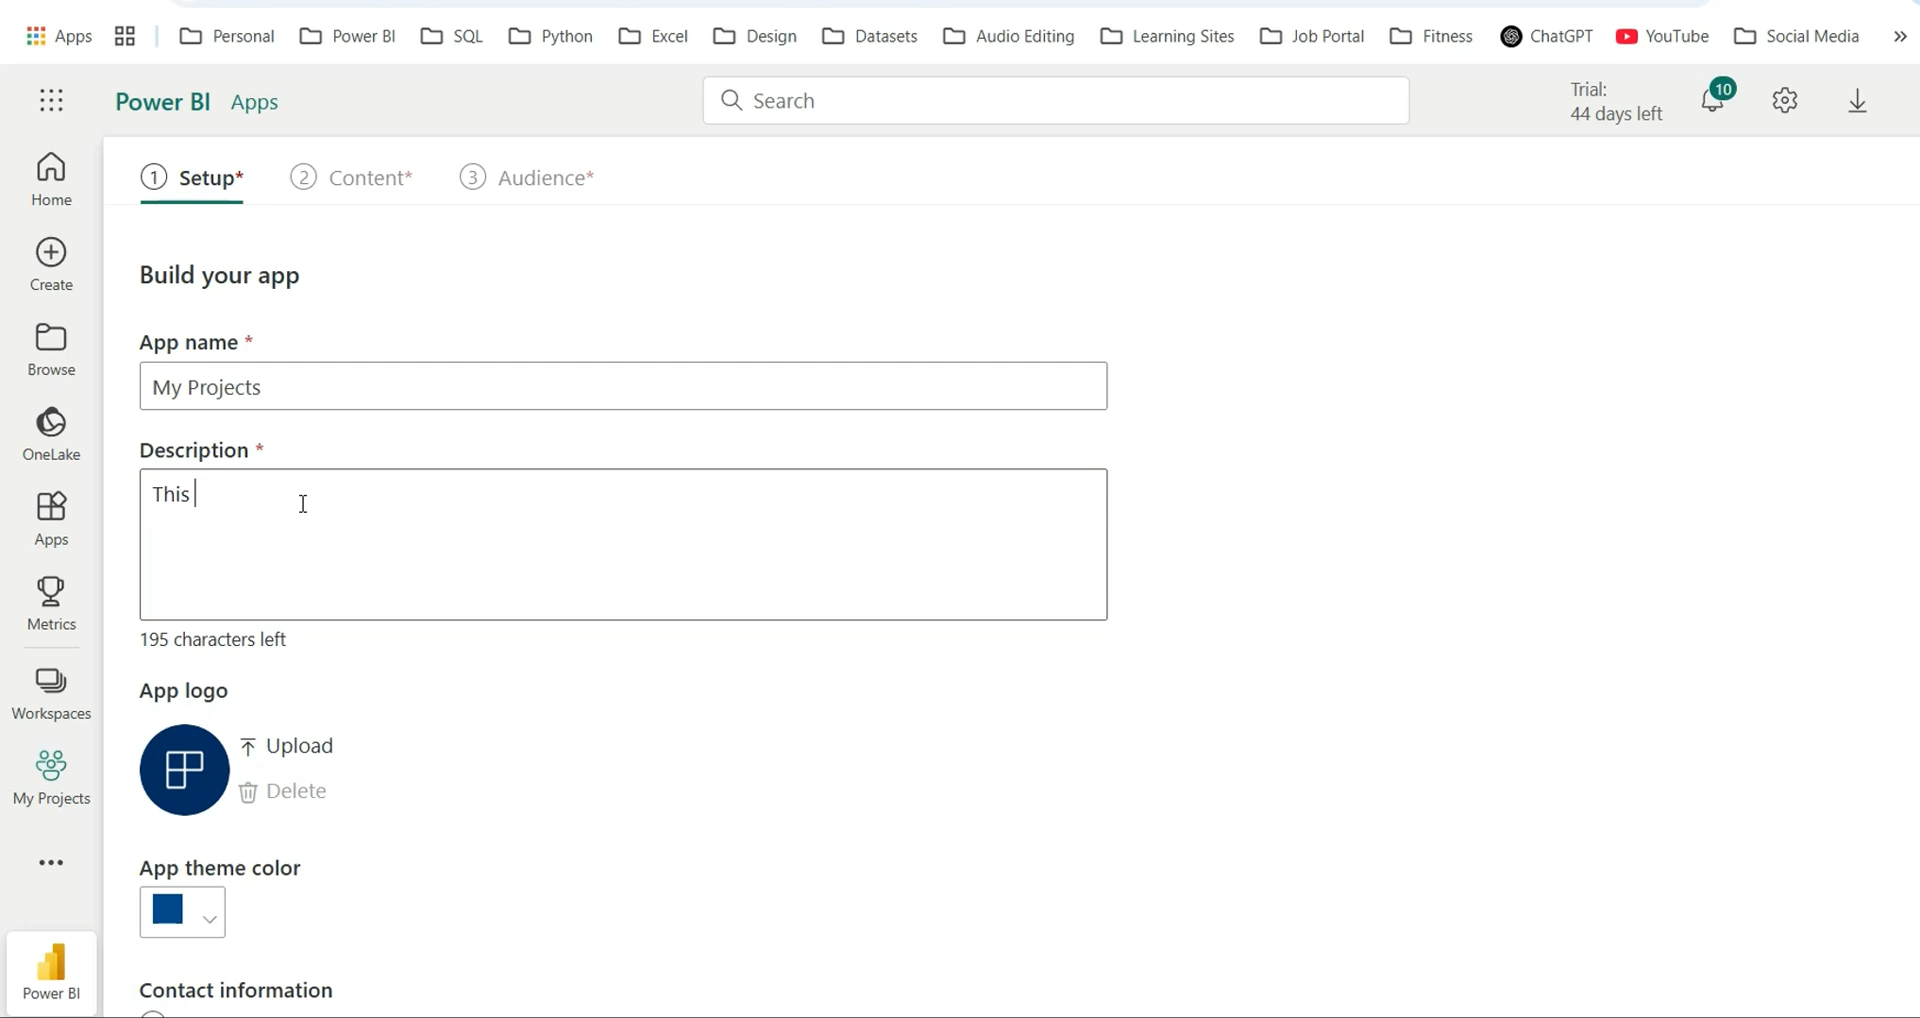 Apps Personal Power BI SQL Python Excel Design Datasets Audio Editing Learning Sites Job Portal Fitness ChatGPT YouTube Social Media »
Power BI Apps
Search
Trial:
44 days left
10
Home
Create
Browse
OneLake
Apps
Metrics
Workspaces
My Projects
Power BI
1 Setup* 2 Content* 3 Audience*
Build your app
App name *
My Projects
Description *
This
195 characters left
App logo
Upload
Delete
App theme color
Contact information